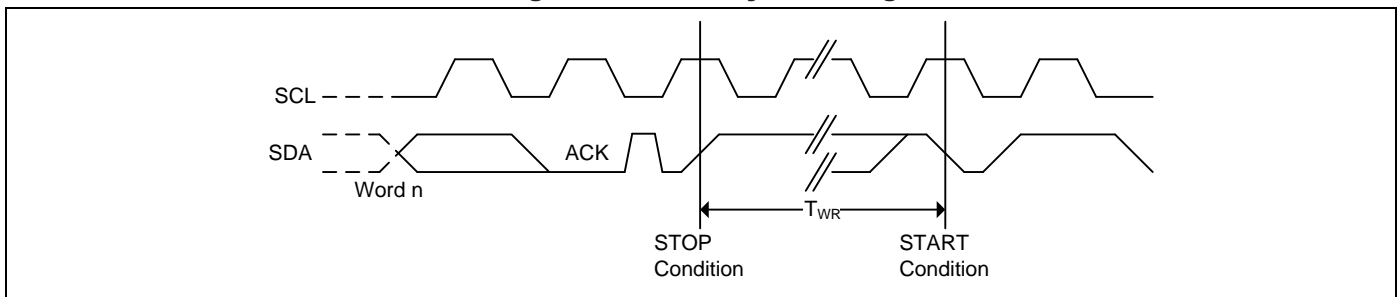 SCL
SDA
ACK
Word n
TWR
STOP
Condition
START
Condition